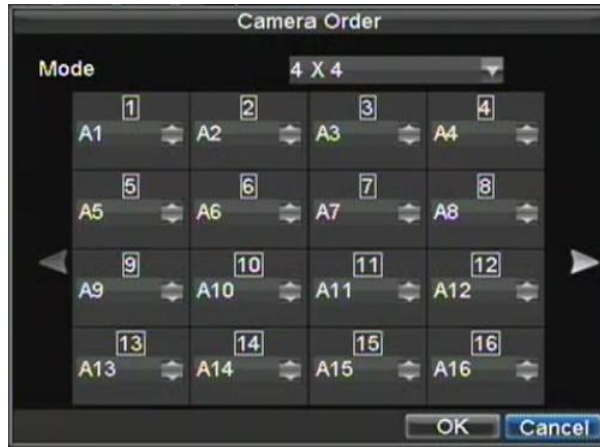 Camera Order
Mode 4 X 4
1 2 3 4
A1 A2 A3 A4
5 6 7 8
A5 A6 A7 A8
9 10 11 12
A9 A10 A11 A12
13 14 15 16
A13 A14 A15 A16
OK Cancel